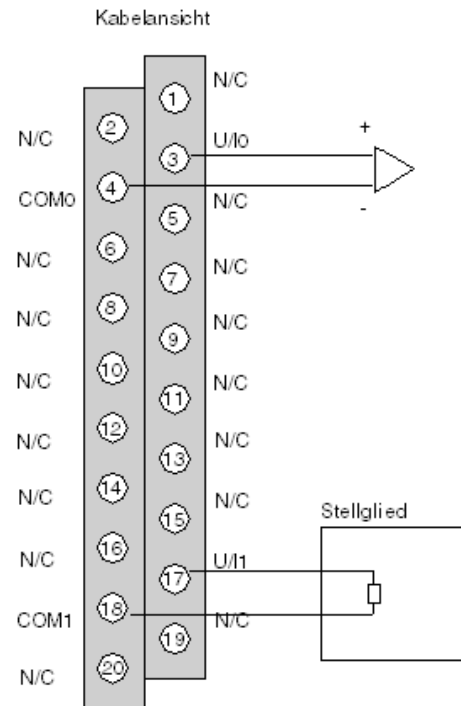 Kabelansicht
N/C
1
2
N/C
U/I0
+
3
4
COM0
N/C
-
5
6
N/C
N/C
7
8
N/C
N/C
9
10
N/C
N/C
11
12
N/C
N/C
13
14
N/C
N/C
15
Stellglied
16
N/C
U/I1
17
18
COM1
N/C
19
20
N/C